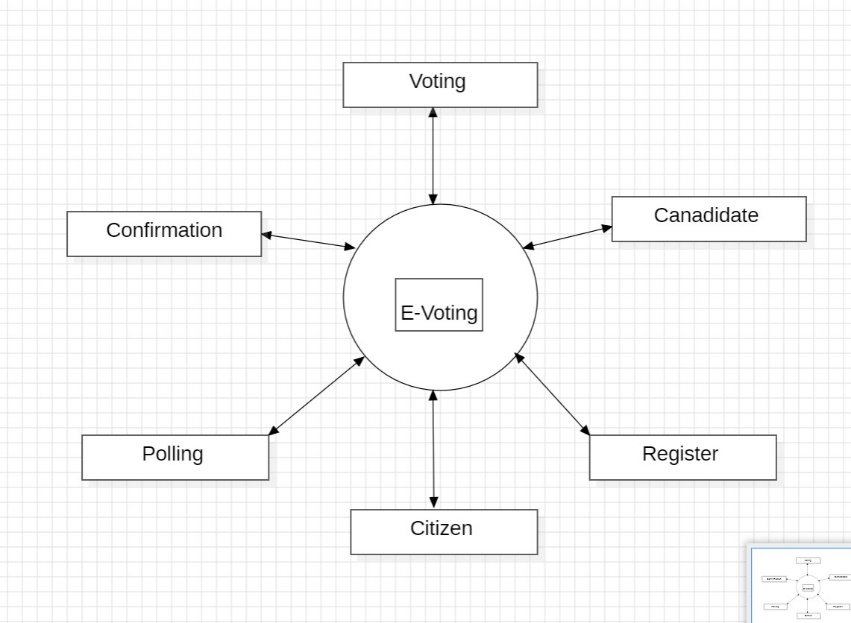 Voting
Canadidate
Confirmation
E-Voting
Polling
Register
Citizen